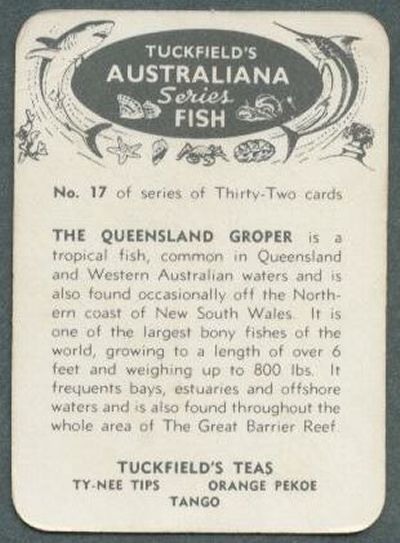 TUCKFIELD'S
AUSTRALIANA
Series
FISH
No. 17 of series of Thirty-Two cards
THE QUEENSLAND GROPER is a
tropical fish, common in Queensland
and Western Australian waters and is
also found occasionally off the North-
ern coast of New South Wales. It is
one of the largest bony fishes of the
world, growing to a length of over 6
feet and weighing up to 800 lbs. It
frequents bays, estuaries and offshore
waters and is also found throughout the
whole area of The Great Barrier Reef.
TUCKFIELD'S TEAS
TY-NEE TIPS ORANGE PEKOE
TANGO